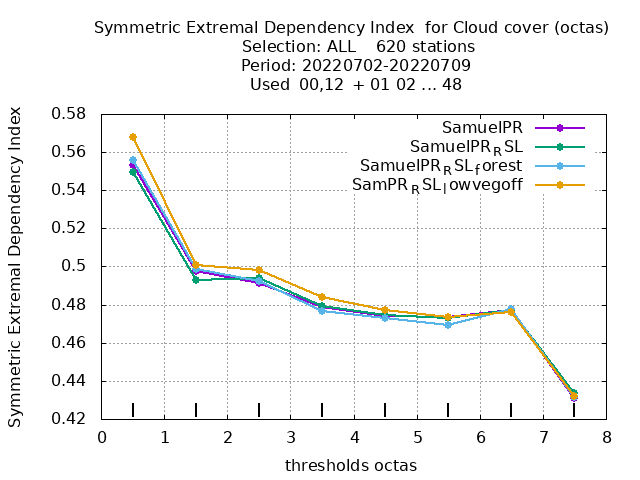 Symmetric Extremal Dependency Index  for Cloud cover (octas)
Selection: ALL    620 stations
Period: 20220702-20220709
Used  00,12  + 01 02 ... 48
Symmetric Extremal Dependency Index
0.58
0.56
0.54
0.52
0.5
0.48
0.46
0.44
0.42
SamuelPR
SamuelPR_RSL
SamuelPR_RSL_forest
SamPR_RSL_lowvegoff
0 1 2 3 4 5 6 7 8
thresholds octas